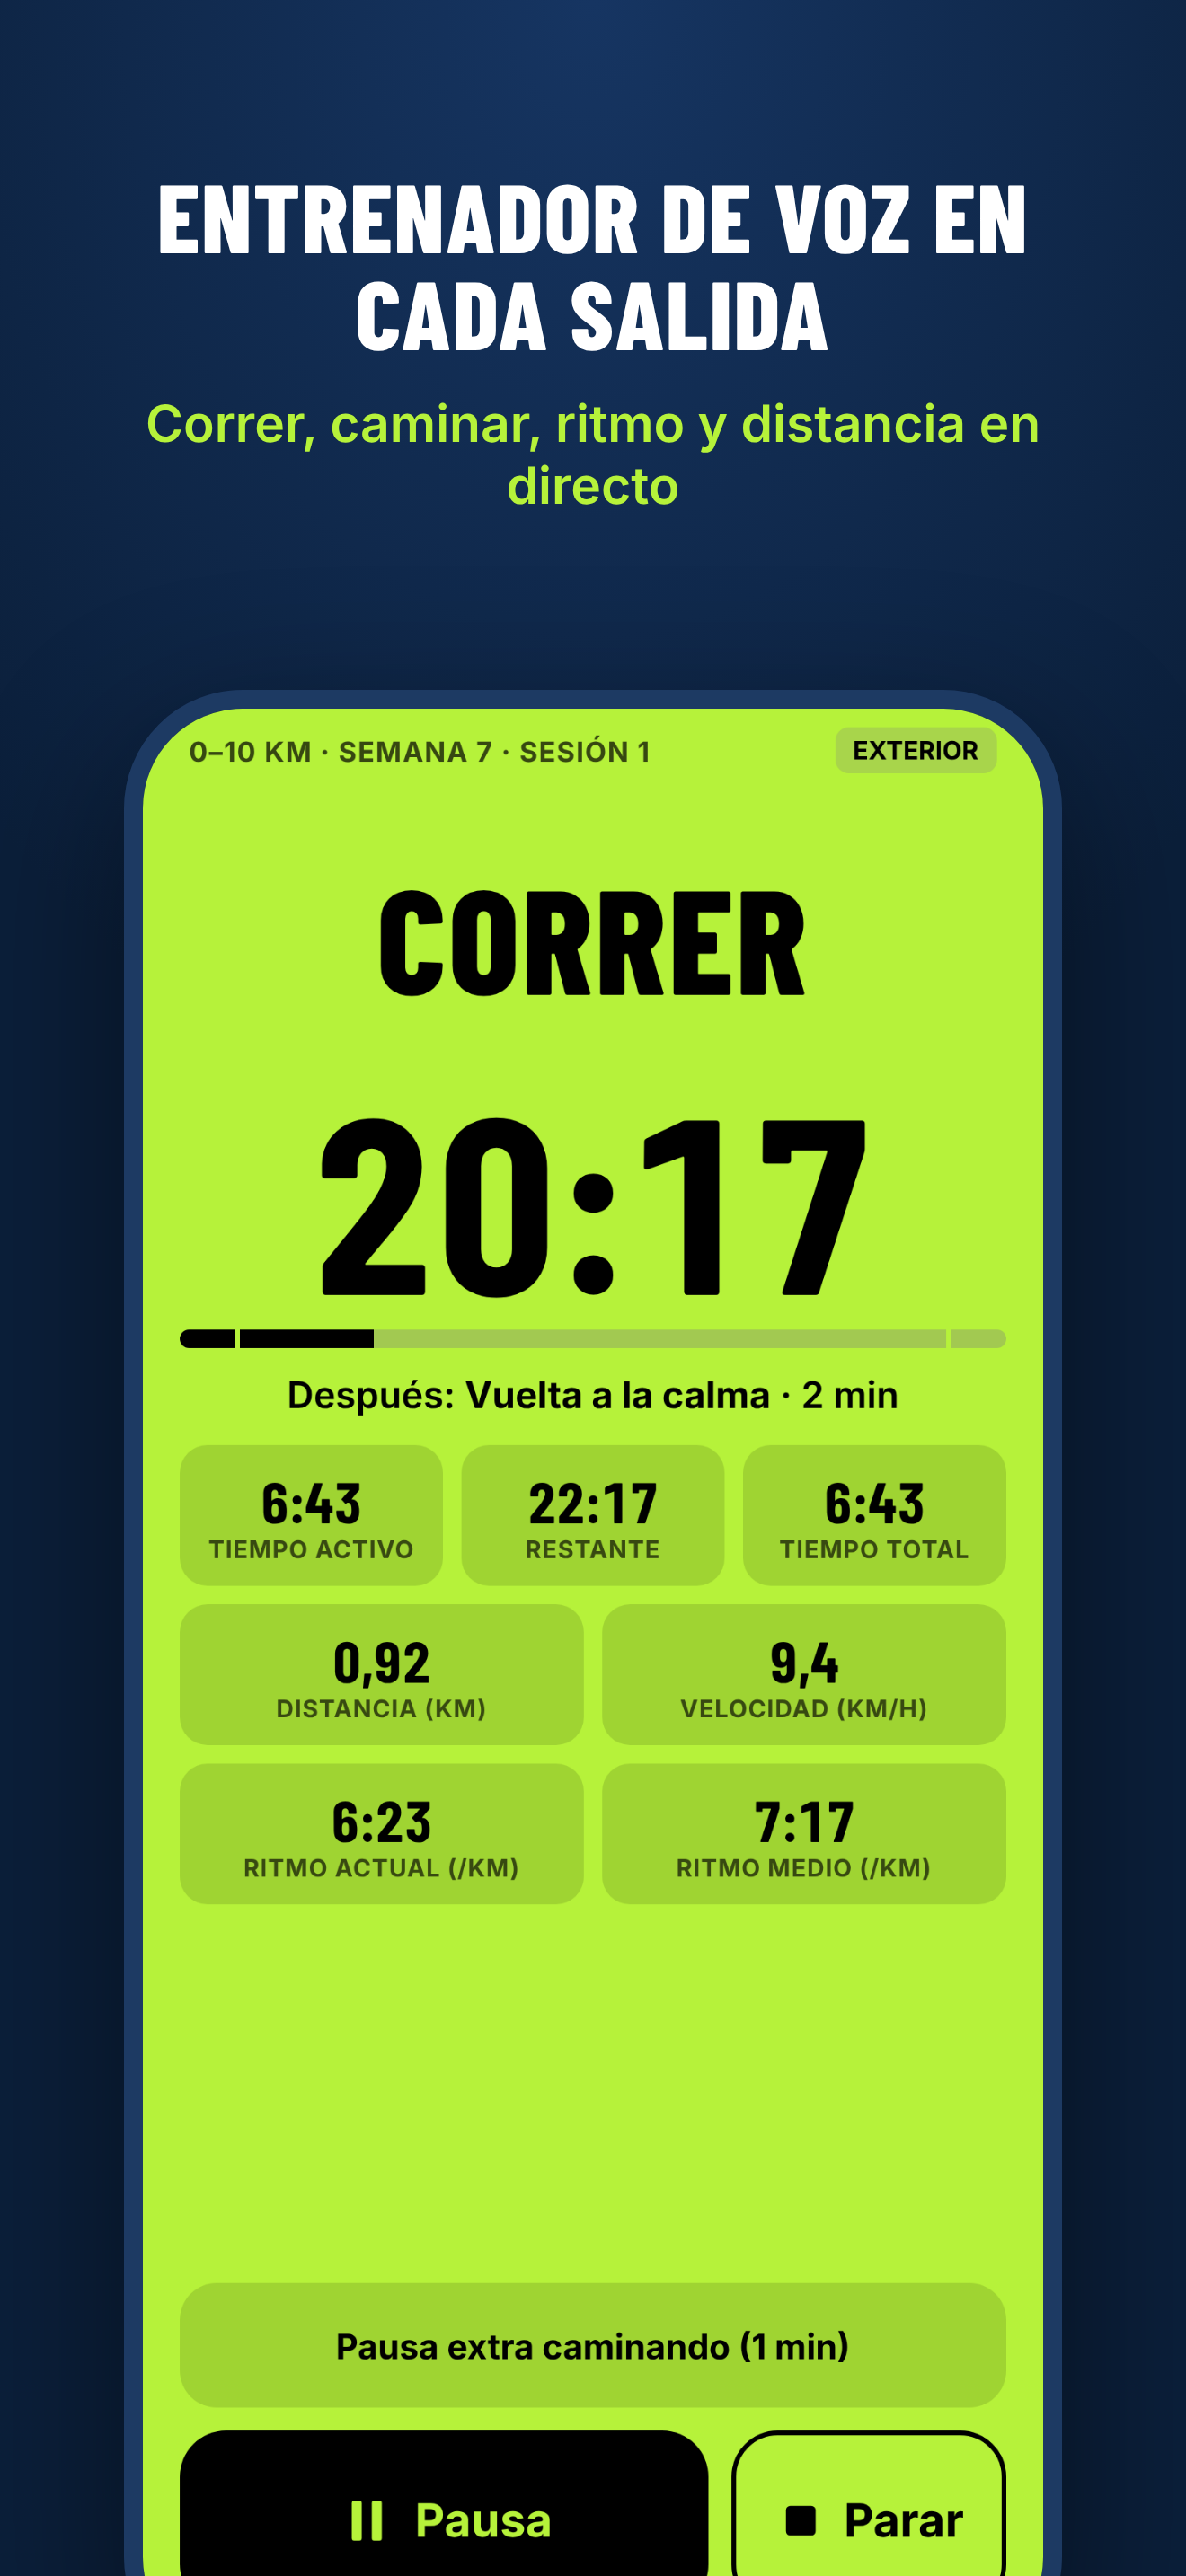 ENTRENADOR DE VOZ EN
CADA SALIDA
Correr, caminar, ritmo y distancia en
directo
0–10 KM · SEMANA 7 · SESIÓN 1
EXTERIOR
CORRER
20:17
Después: Vuelta a la calma · 2 min
6:43
TIEMPO ACTIVO
22:17
RESTANTE
6:43
TIEMPO TOTAL
0,92
DISTANCIA (KM)
9,4
VELOCIDAD (KM/H)
6:23
RITMO ACTUAL (/KM)
7:17
RITMO MEDIO (/KM)
Pausa extra caminando (1 min)
Pausa
Parar